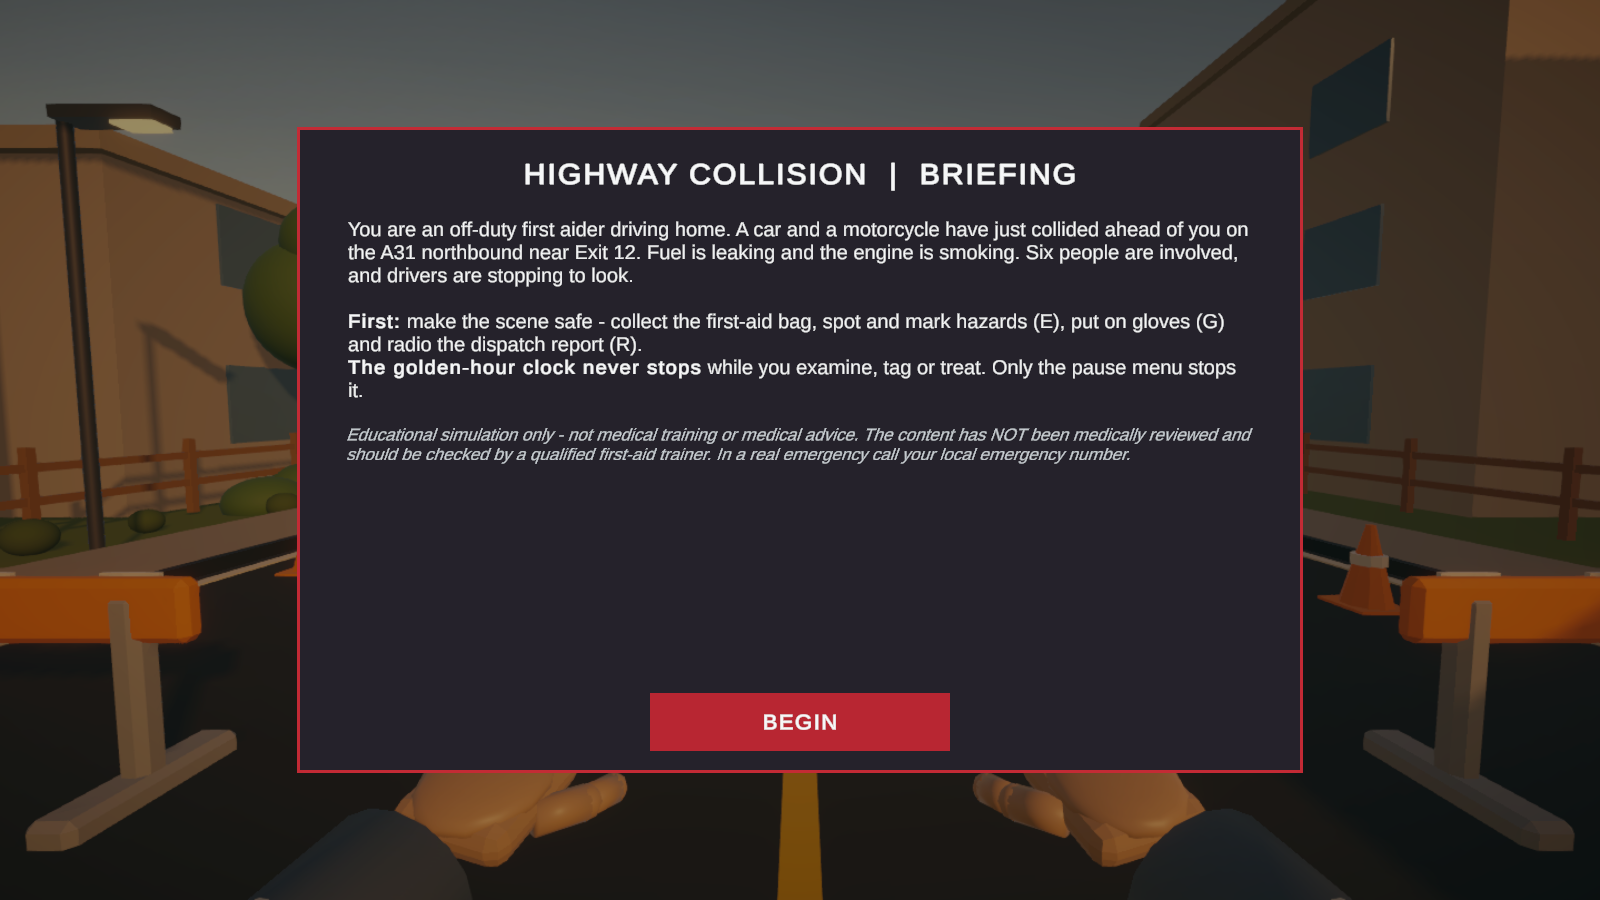 HIGHWAY COLLISION | BRIEFING
You are an off-duty first aider driving home. A car and a motorcycle have just collided ahead of you on
the A31 northbound near Exit 12. Fuel is leaking and the engine is smoking. Six people are involved,
and drivers are stopping to look.
First: make the scene safe - collect the first-aid bag, spot and mark hazards (E), put on gloves (G)
and radio the dispatch report (R).
The golden-hour clock never stops while you examine, tag or treat. Only the pause menu stops
it.
Educational simulation only - not medical training or medical advice. The content has NOT been medically reviewed and
should be checked by a qualified first-aid trainer. In a real emergency call your local emergency number.
BEGIN